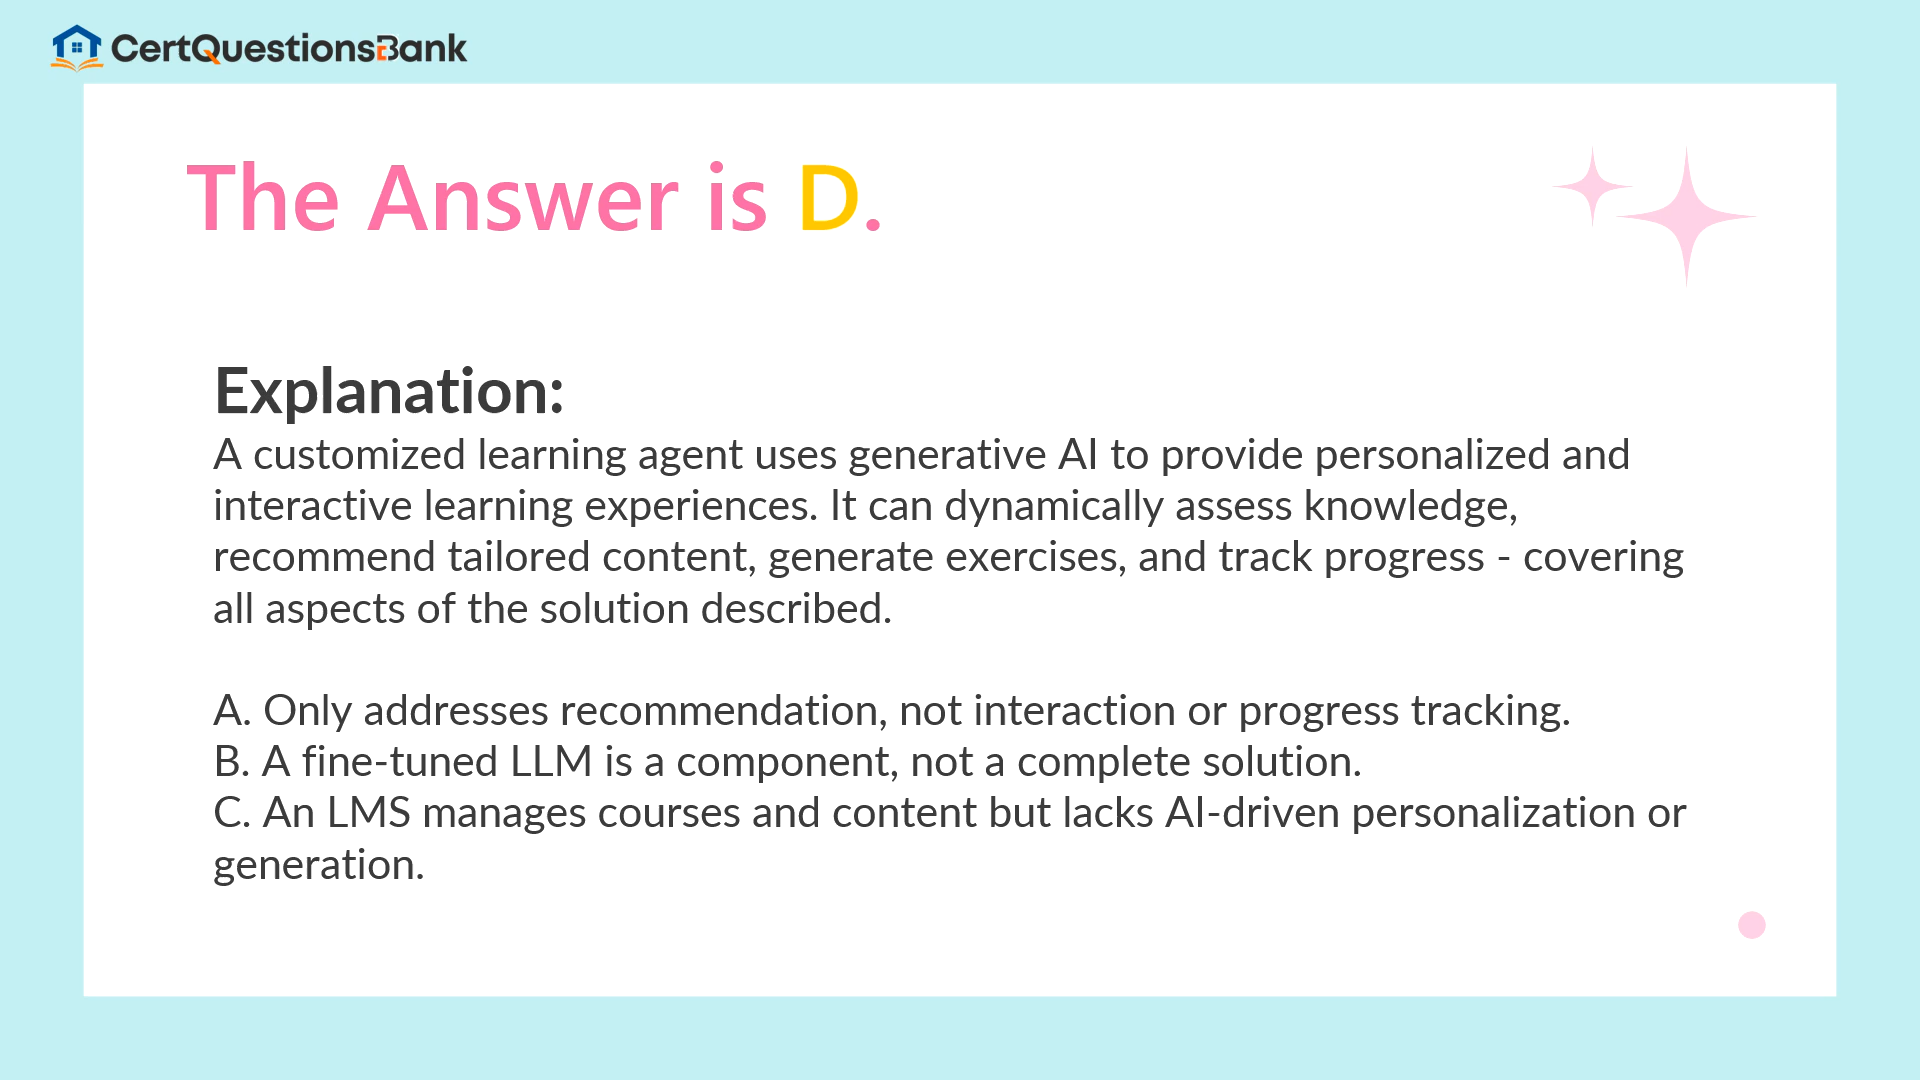 CertQuestionsBank
The Answer is D.
Explanation:
A customized learning agent uses generative AI to provide personalized and
interactive learning experiences. It can dynamically assess knowledge,
recommend tailored content, generate exercises, and track progress - covering
all aspects of the solution described.
A. Only addresses recommendation, not interaction or progress tracking.
B. A fine-tuned LLM is a component, not a complete solution.
C. An LMS manages courses and content but lacks AI-driven personalization or
generation.